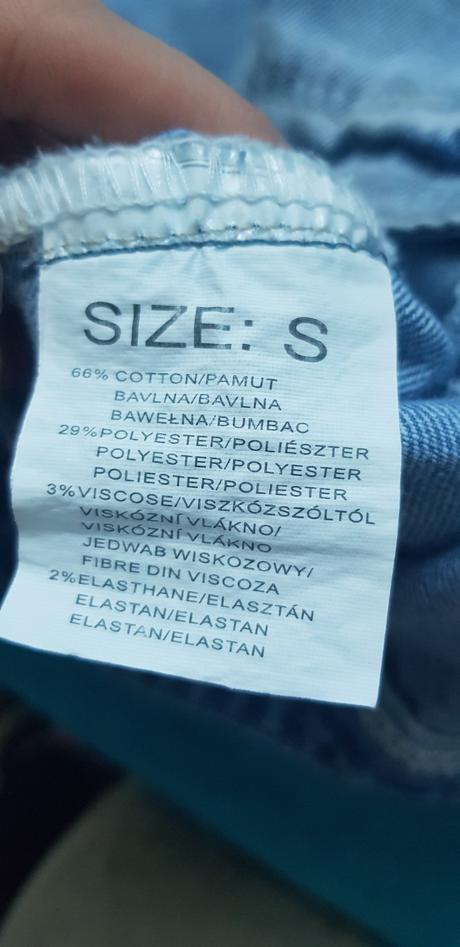 SIZE: S
66% COTTON/PAMUT
BAVLNA/BAVLNA
BAWEŁNA/BUMBAC
29%POLYESTER/POLIÉSZTER
POLYESTER/POLYESTER
POLIESTER/POLIESTER
3%VISCOSE/VISZKÓZSZÓLTÓL
VISKÓZNÍ VLÁKNO/
VISKÓZNÍ VLÁKNO
JEDWAB WISKOZOWY/
FIBRE DIN VISCOZA
2%ELASTHANE/ELASZTÁN
ELASTAN/ELASTAN
ELASTAN/ELASTAN